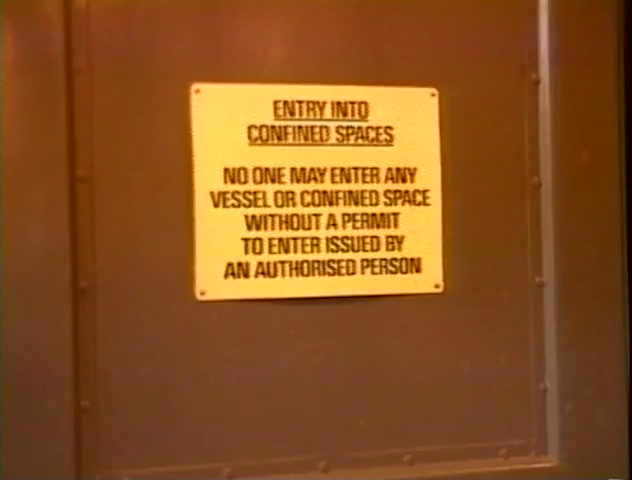 ENTRY INTO
CONFINED SPACES
NO ONE MAY ENTER ANY
VESSEL OR CONFINED SPACE
WITHOUT A PERMIT
TO ENTER ISSUED BY
AN AUTHORISED PERSON